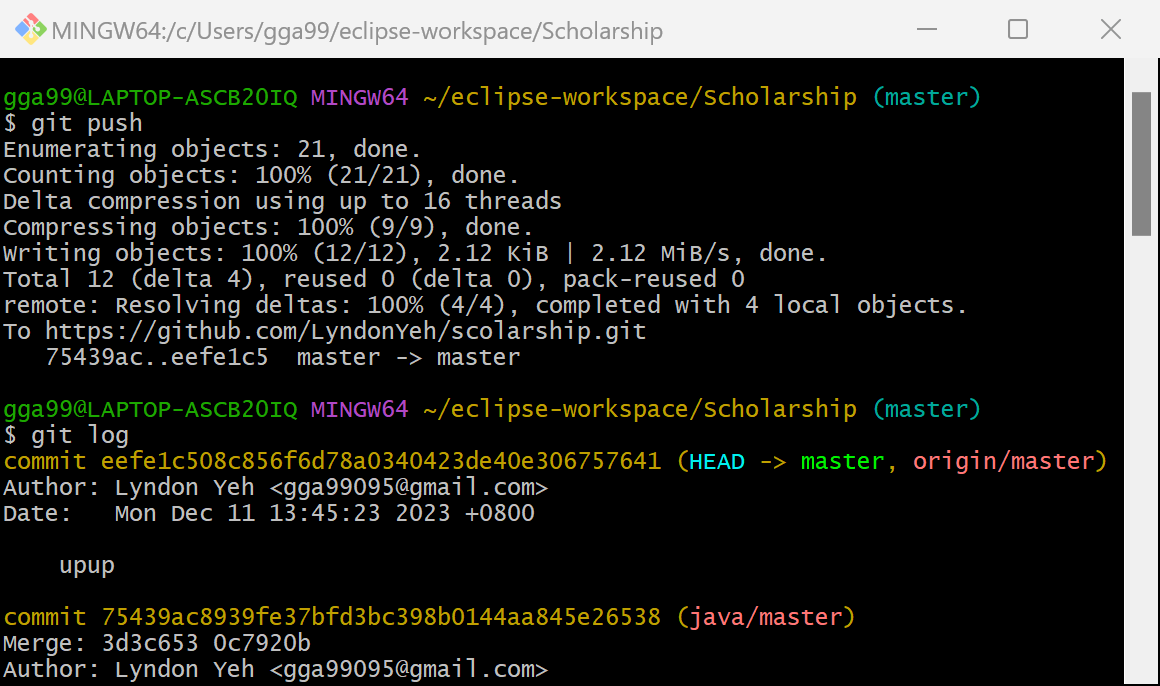 MINGW64:/c/Users/gga99/eclipse-workspace/Scholarship
gga99@LAPTOP-ASCB2OIQ MINGW64 ~/eclipse-workspace/Scholarship (master)
$ git push
Enumerating objects: 21, done.
Counting objects: 100% (21/21), done.
Delta compression using up to 16 threads
Compressing objects: 100% (9/9), done.
Writing objects: 100% (12/12), 2.12 KiB | 2.12 MiB/s, done.
Total 12 (delta 4), reused 0 (delta 0), pack-reused 0
remote: Resolving deltas: 100% (4/4), completed with 4 local objects.
To https://github.com/LyndonYeh/scolarship.git
   75439ac..eefe1c5  master -> master
gga99@LAPTOP-ASCB2OIQ MINGW64 ~/eclipse-workspace/Scholarship (master)
$ git log
commit eefe1c508c856f6d78a0340423de40e306757641 (HEAD -> master, origin/master)
Author: Lyndon Yeh <gga99095@gmail.com>
Date:   Mon Dec 11 13:45:23 2023 +0800
    upup
commit 75439ac8939fe37bfd3bc398b0144aa845e26538 (java/master)
Merge: 3d3c653 0c7920b
Author: Lyndon Yeh <gga99095@gmail.com>